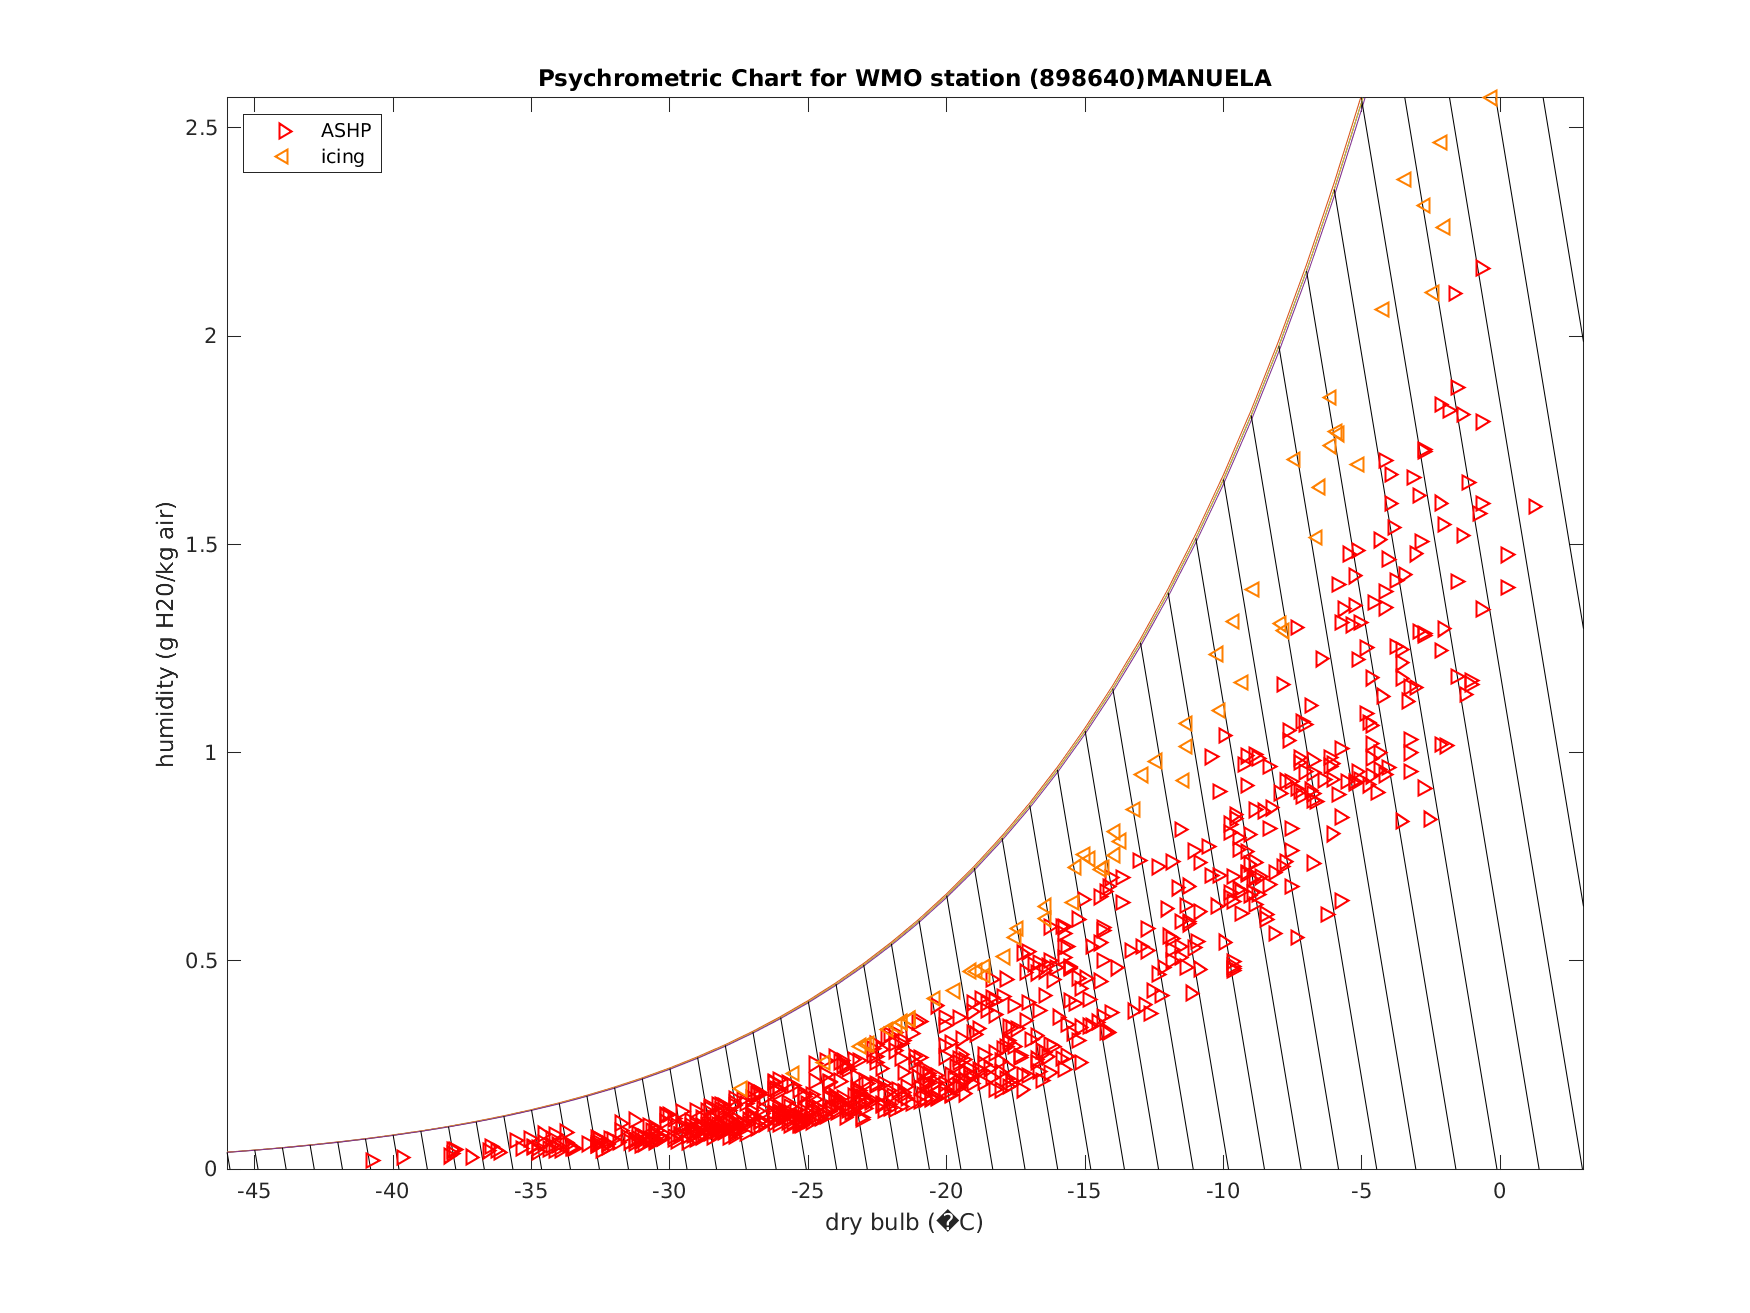 Psychrometric Chart for WMO station (898640)MANUELA
ASHP
icing
2.5
2
1.5
1
0.5
0
humidity (g H20/kg air)
-45 -40 -35 -30 -25 -20 -15 -10 -5 0
dry bulb (�C)